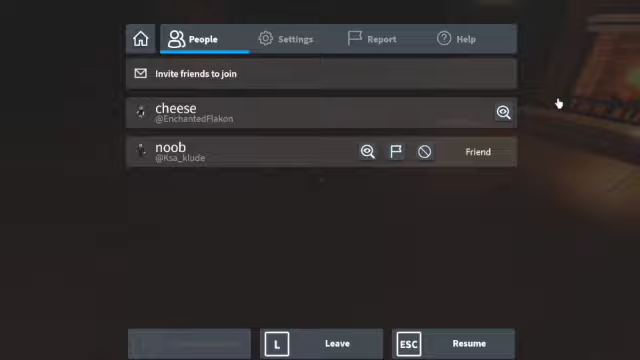 People
Settings
Report
Help
Invite friends to join
cheese
@EnchantedFlakon
noob
@Ksa_klude
Friend
L
Leave
ESC
Resume